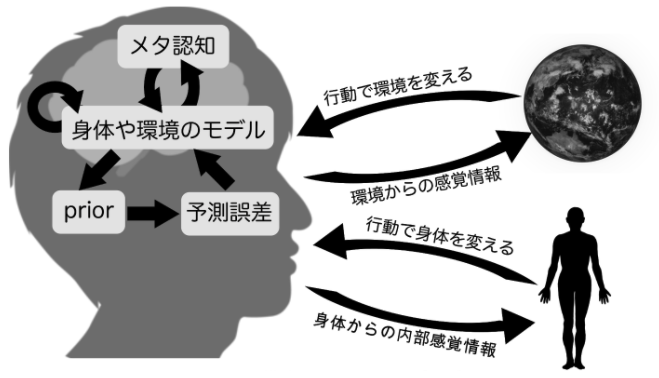 メタ認知
身体や環境のモデル
prior
予測誤差
行動で環境を変える
環境からの感覚情報
行動で身体を変える
身体からの内部感覚情報